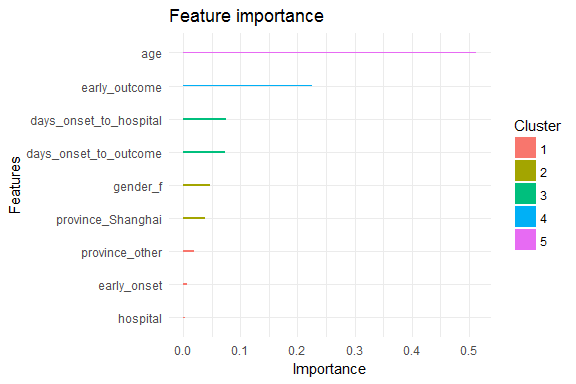 Feature importance
age
early_outcome
days_onset_to_hospital
days_onset_to_outcome
gender_f
province_Shanghai
province_other
early_onset
hospital
Features
0.0 0.1 0.2 0.3 0.4 0.5
Importance
Cluster
1
2
3
4
5